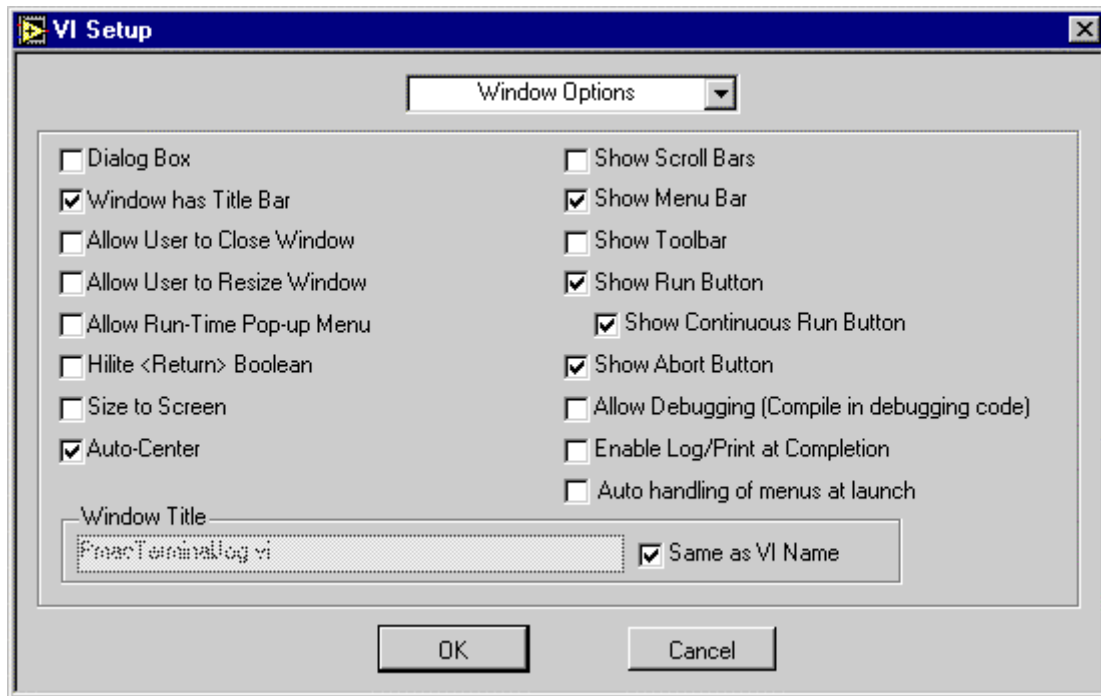 VI Setup
Window Options
Dialog Box
Window has Title Bar
Allow User to Close Window
Allow User to Resize Window
Allow Run-Time Pop-up Menu
Hilite <Return> Boolean
Size to Screen
Auto-Center
Show Scroll Bars
Show Menu Bar
Show Toolbar
Show Run Button
Show Continuous Run Button
Show Abort Button
Allow Debugging (Compile in debugging code)
Enable Log/Print at Completion
Auto handling of menus at launch
Window Title
Same as VI Name
OK
Cancel